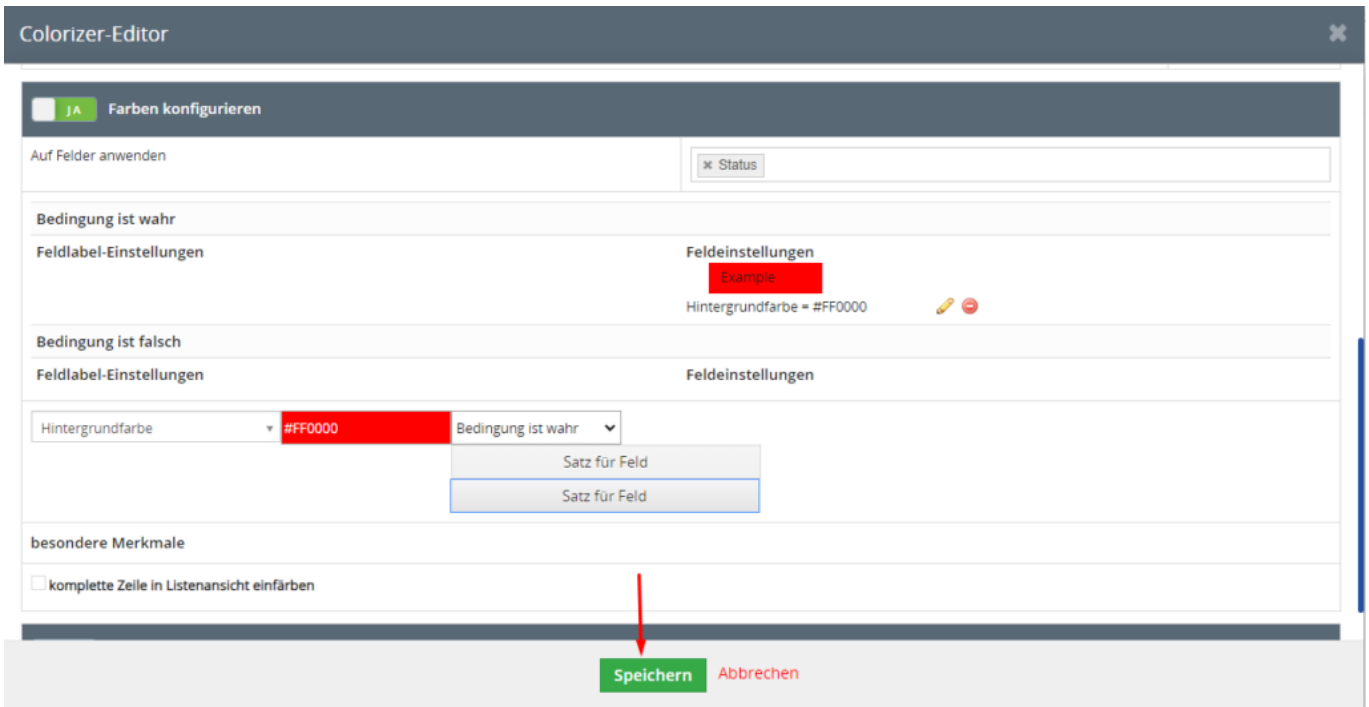 Colorizer-Editor
JA Farben konfigurieren
Auf Felder anwenden
Status
Bedingung ist wahr
Feldlabel-Einstellungen Feldeinstellungen
Example
Hintergrundfarbe = #FF0000
Bedingung ist falsch
Feldlabel-Einstellungen Feldeinstellungen
Hintergrundfarbe #FF0000 Bedingung ist wahr
Satz für Feld
Satz für Feld
besondere Merkmale
komplette Zeile in Listenansicht einfärben
Speichern Abbrechen